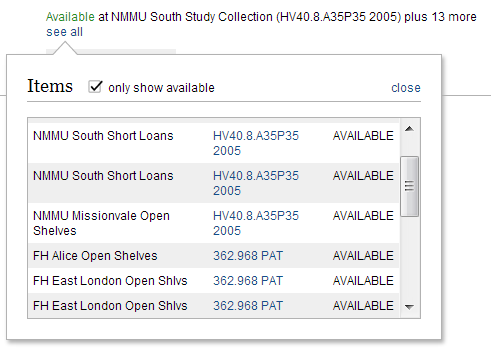 Available at NMMU South Study Collection (HV40.8.A35P35 2005) plus 13 more
see all
Items only show available close
NMMU South Short Loans HV40.8.A35P35 AVAILABLE
2005
NMMU South Short Loans HV40.8.A35P35 AVAILABLE
2005
NMMU Missionvale Open HV40.8.A35P35 AVAILABLE
Shelves 2005
FH Alice Open Shelves 362.968 PAT AVAILABLE
FH East London Open Shlvs 362.968 PAT AVAILABLE
FH East London Open Shlvs 362.968 PAT AVAILABLE